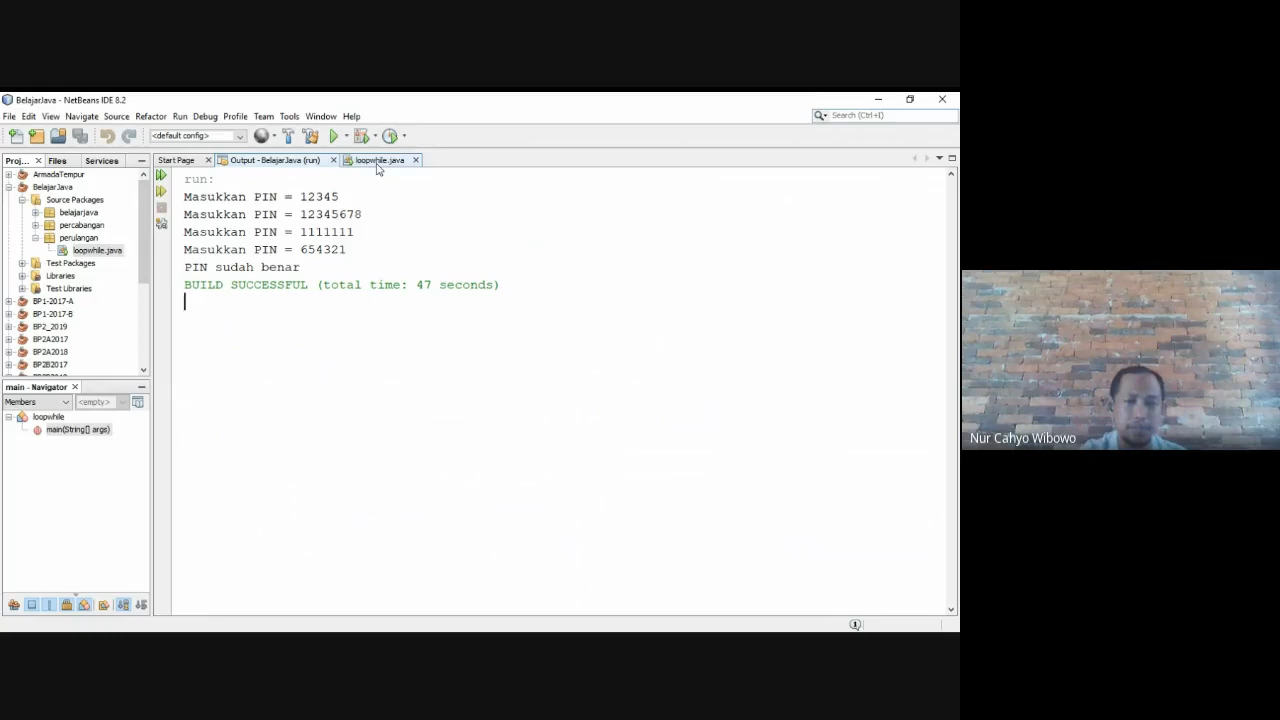 BelajarJava - NetBeans IDE 8.2
File Edit View Navigate Source Refactor Run Debug Profile Team Tools Window Help
Search (Ctrl+I)
<default config>
Proj... Files Services
Start Page Output - BelajarJava (run) loopwhile.java
ArmadaTempur
BelajarJava
Source Packages
belajarjava
percabangan
perulangan
loopwhile.java
Test Packages
Libraries
Test Libraries
BP1-2017-A
BP1-2017-B
BP2_2019
BP2A2017
BP2A2018
BP2B2017
run:
Masukkan PIN = 12345
Masukkan PIN = 12345678
Masukkan PIN = 1111111
Masukkan PIN = 654321
PIN sudah benar
BUILD SUCCESSFUL (total time: 47 seconds)
main - Navigator
Members <empty>
loopwhile
main(String[] args)
1
Nur Cahyo Wibowo